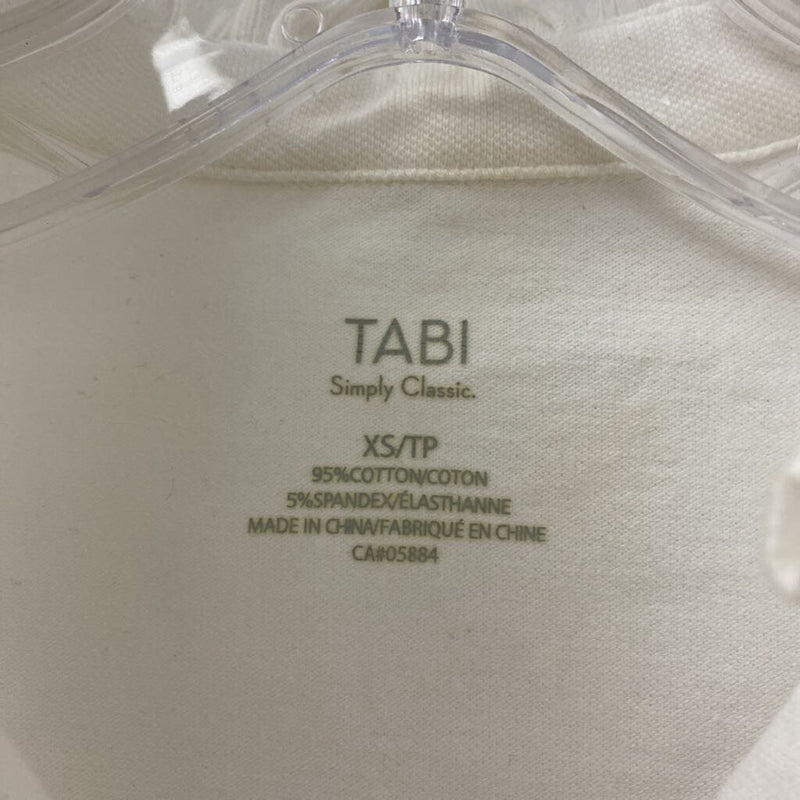 TABI
Simply Classic.
XS/TP
95%COTTON/COTON
5%SPANDEX/ÉLASTHANNE
MADE IN CHINA/FABRIQUÉ EN CHINE
CA#05884